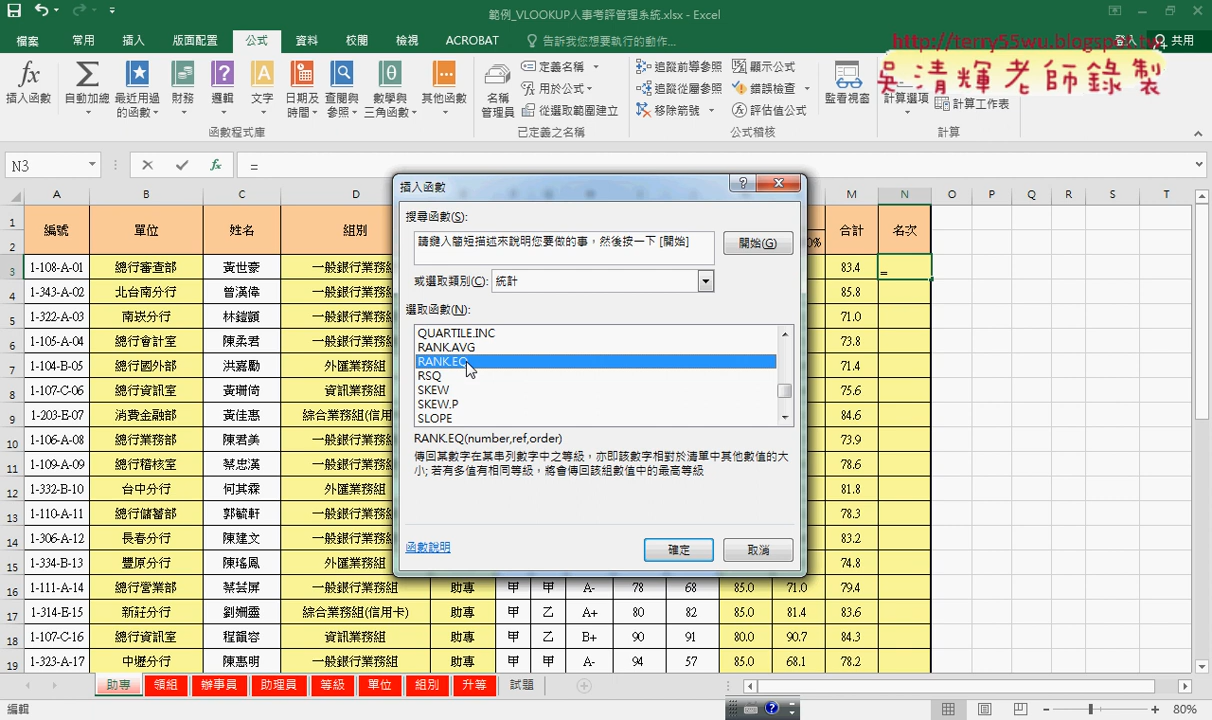 範例_VLOOKUP人事考評管理系統.xlsx - Excel
檔案 常用 插入 版面配置 公式 資料 校閱 檢視 ACROBAT 告訴我您想要執行的動作... 登入 共用
http://terry55wu.blogspot.tw
吳清輝老師錄製
插入函數 自動加總 最近用過的函數 財務 邏輯 文字 日期及時間 查閱與參照 數學與三角函數 其他函數 名稱管理員 定義名稱 用於公式 從選取範圍建立 追蹤前導參照 追蹤從屬參照 移除箭號 顯示公式 錯誤檢查 評估值公式 監看視窗 計算選項 計算工作表
函數程式庫 已定義之名稱 公式稽核 計算
N3 =
A B C D M N O P Q R S T
1 編號 單位 姓名 組別 合計 名次
2 0%
3 1-108-A-01 總行審查部 黃世豪 一般銀行業務組 83.4 =
4 1-343-A-02 北台南分行 曾漢偉 一般銀行業務組 85.8
5 1-322-A-03 南崁分行 林鎧顗 一般銀行業務組 71.0
6 1-105-A-04 總行會計室 陳柔君 一般銀行業務組 73.8
7 1-104-B-05 總行國外部 洪嘉勵 外匯業務組 71.4
8 1-107-C-06 總行資訊室 黃珊倚 資訊業務組 75.6
9 1-203-E-07 消費金融部 黃佳惠 綜合業務組(信用 84.6
10 1-106-A-08 總行業務部 陳君美 一般銀行業務組 73.9
11 1-109-A-09 總行稽核室 蔡忠漢 一般銀行業務組 78.6
12 1-332-B-10 台中分行 何其霖 外匯業務組 81.8
13 1-110-A-11 總行儲蓄部 郭毓軒 一般銀行業務組 78.3
14 1-306-A-12 長春分行 陳建文 一般銀行業務組 83.2
15 1-334-B-13 豐原分行 陳瑤鳳 一般銀行業務組 74.8
16 1-111-A-14 總行營業部 蔡芸屏 一般銀行業務組 助專 甲 甲 A- 78 68 85.0 71.0 79.4
17 1-314-E-15 新莊分行 劉姍靈 綜合業務組(信用卡) 助專 甲 乙 A+ 80 82 85.0 81.4 83.6
18 1-107-C-16 總行資訊室 程韻容 資訊業務組 助專 甲 乙 B+ 90 91 80.0 90.7 84.3
19 1-323-A-17 中壢分行 陳惠明 一般銀行業務組 助專 甲 甲 A- 94 57 85.0 68.1 78.2
插入函數
搜尋函數(S):
請鍵入簡短描述來說明您要做的事，然後按一下 [開始] 開始(G)
或選取類別(C): 統計
選取函數(N):
QUARTILE.INC
RANK.AVG
RANK.EQ
RSQ
SKEW
SKEW.P
SLOPE
RANK.EQ(number,ref,order)
傳回某數字在某串列數字中之等級，亦即該數字相對於清單中其他數值的大
小; 若有多值有相同等級，將會傳回該組數值中的最高等級
函數說明 確定 取消
助專 領組 辦事員 助理員 等級 單位 組別 升等 試題
編輯 80%